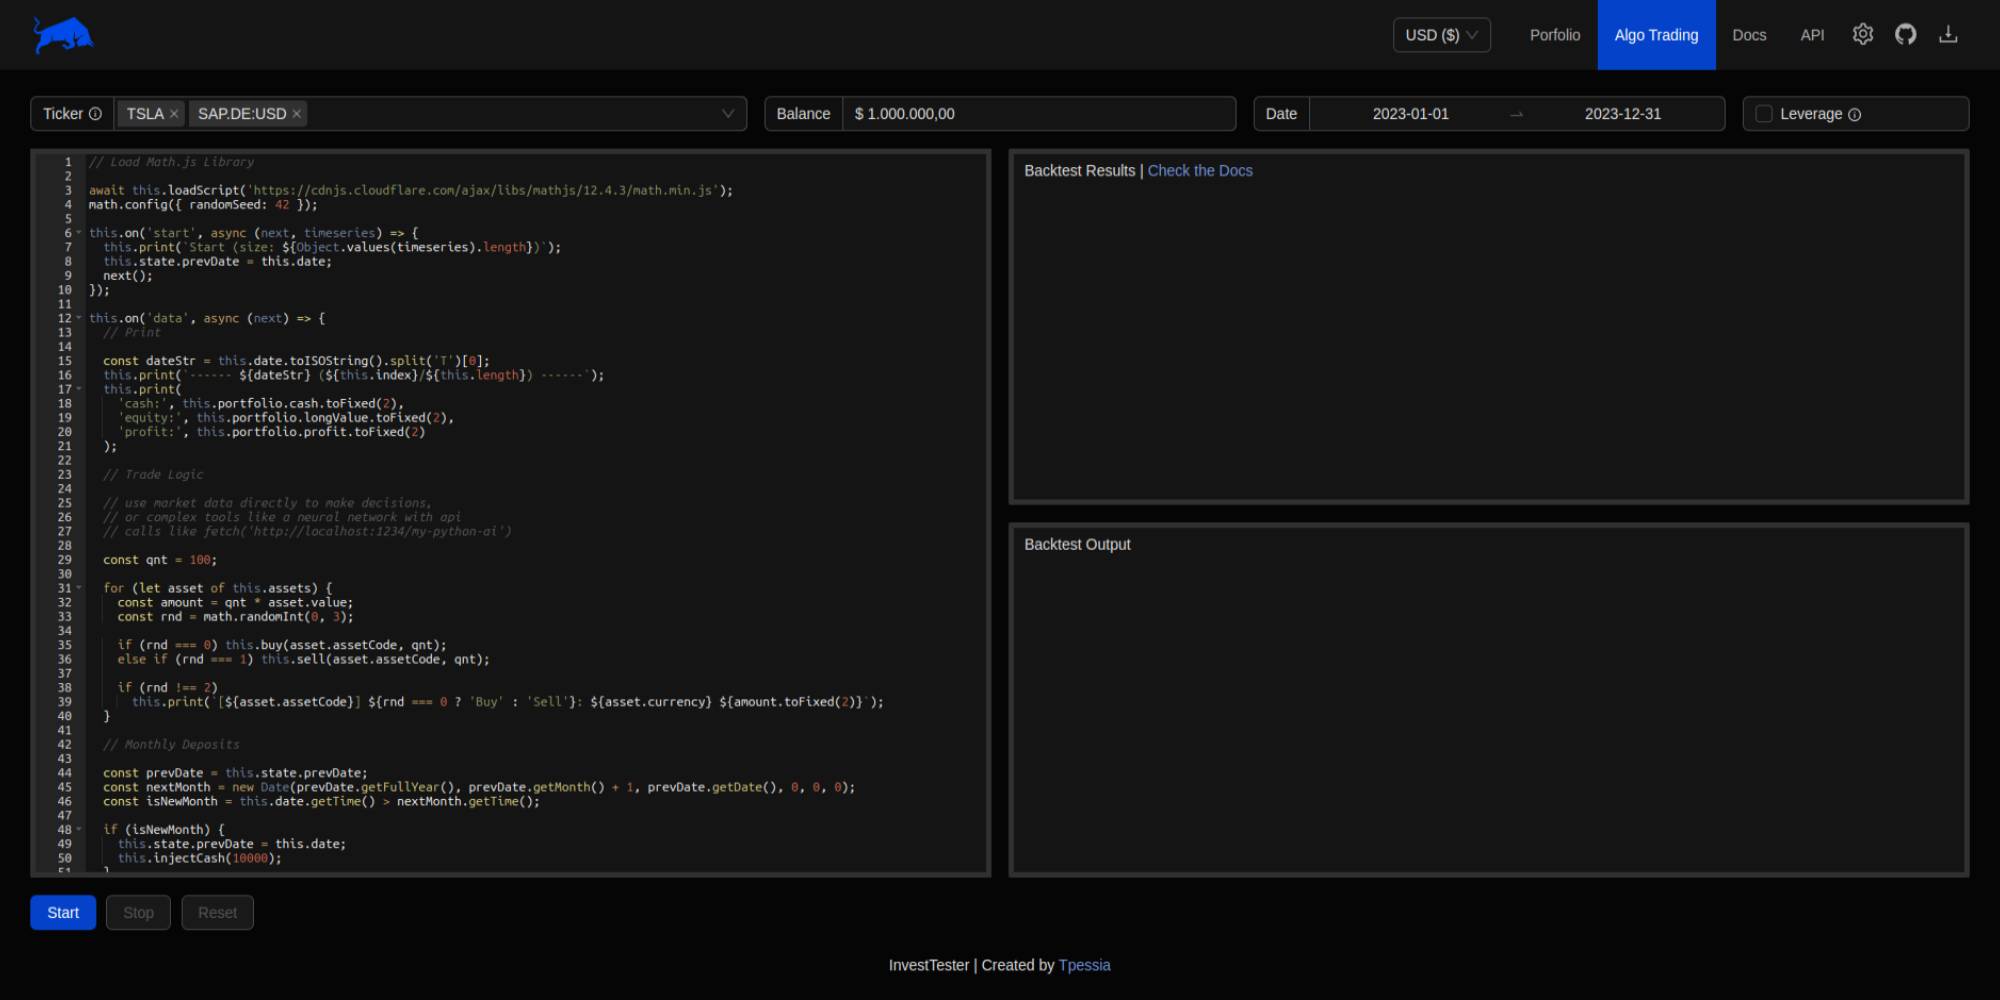 USD ($)
Porfolio
Algo Trading
Docs
API
Ticker
TSLA
SAP.DE:USD
Balance
$ 1.000.000,00
Date
2023-01-01
2023-12-31
Leverage
1 // Load Math.js Library
2
3 await this.loadScript('https://cdnjs.cloudflare.com/ajax/libs/mathjs/12.4.3/math.min.js');
4 math.config({ randomSeed: 42 });
5
6 this.on('start', async (next, timeseries) => {
7 this.print(`Start (size: ${Object.values(timeseries).length})`);
8 this.state.prevDate = this.date;
9 next();
10 });
11
12 this.on('data', async (next) => {
13 // Print
14
15 const dateStr = this.date.toISOString().split('T')[0];
16 this.print(`------ ${dateStr} (${this.index}/${this.length}) ------`);
17 this.print(
18 'cash:', this.portfolio.cash.toFixed(2),
19 'equity:', this.portfolio.longValue.toFixed(2),
20 'profit:', this.portfolio.profit.toFixed(2)
21 );
22
23 // Trade Logic
24
25 // use market data directly to make decisions,
26 // or complex tools like a neural network with api
27 // calls like fetch('http://localhost:1234/my-python-ai')
28
29 const qnt = 100;
30
31 for (let asset of this.assets) {
32 const amount = qnt * asset.value;
33 const rnd = math.randomInt(0, 3);
34
35 if (rnd === 0) this.buy(asset.assetCode, qnt);
36 else if (rnd === 1) this.sell(asset.assetCode, qnt);
37
38 if (rnd !== 2)
39 this.print(`[${asset.assetCode}] ${rnd === 0 ? 'Buy' : 'Sell'}: ${asset.currency} ${amount.toFixed(2)}`);
40 }
41
42 // Monthly Deposits
43
44 const prevDate = this.state.prevDate;
45 const nextMonth = new Date(prevDate.getFullYear(), prevDate.getMonth() + 1, prevDate.getDate(), 0, 0, 0);
46 const isNewMonth = this.date.getTime() > nextMonth.getTime();
47
48 if (isNewMonth) {
49 this.state.prevDate = this.date;
50 this.injectCash(10000);
51 }
Backtest Results | Check the Docs
Backtest Output
Start
Stop
Reset
InvestTester | Created by Tpessia